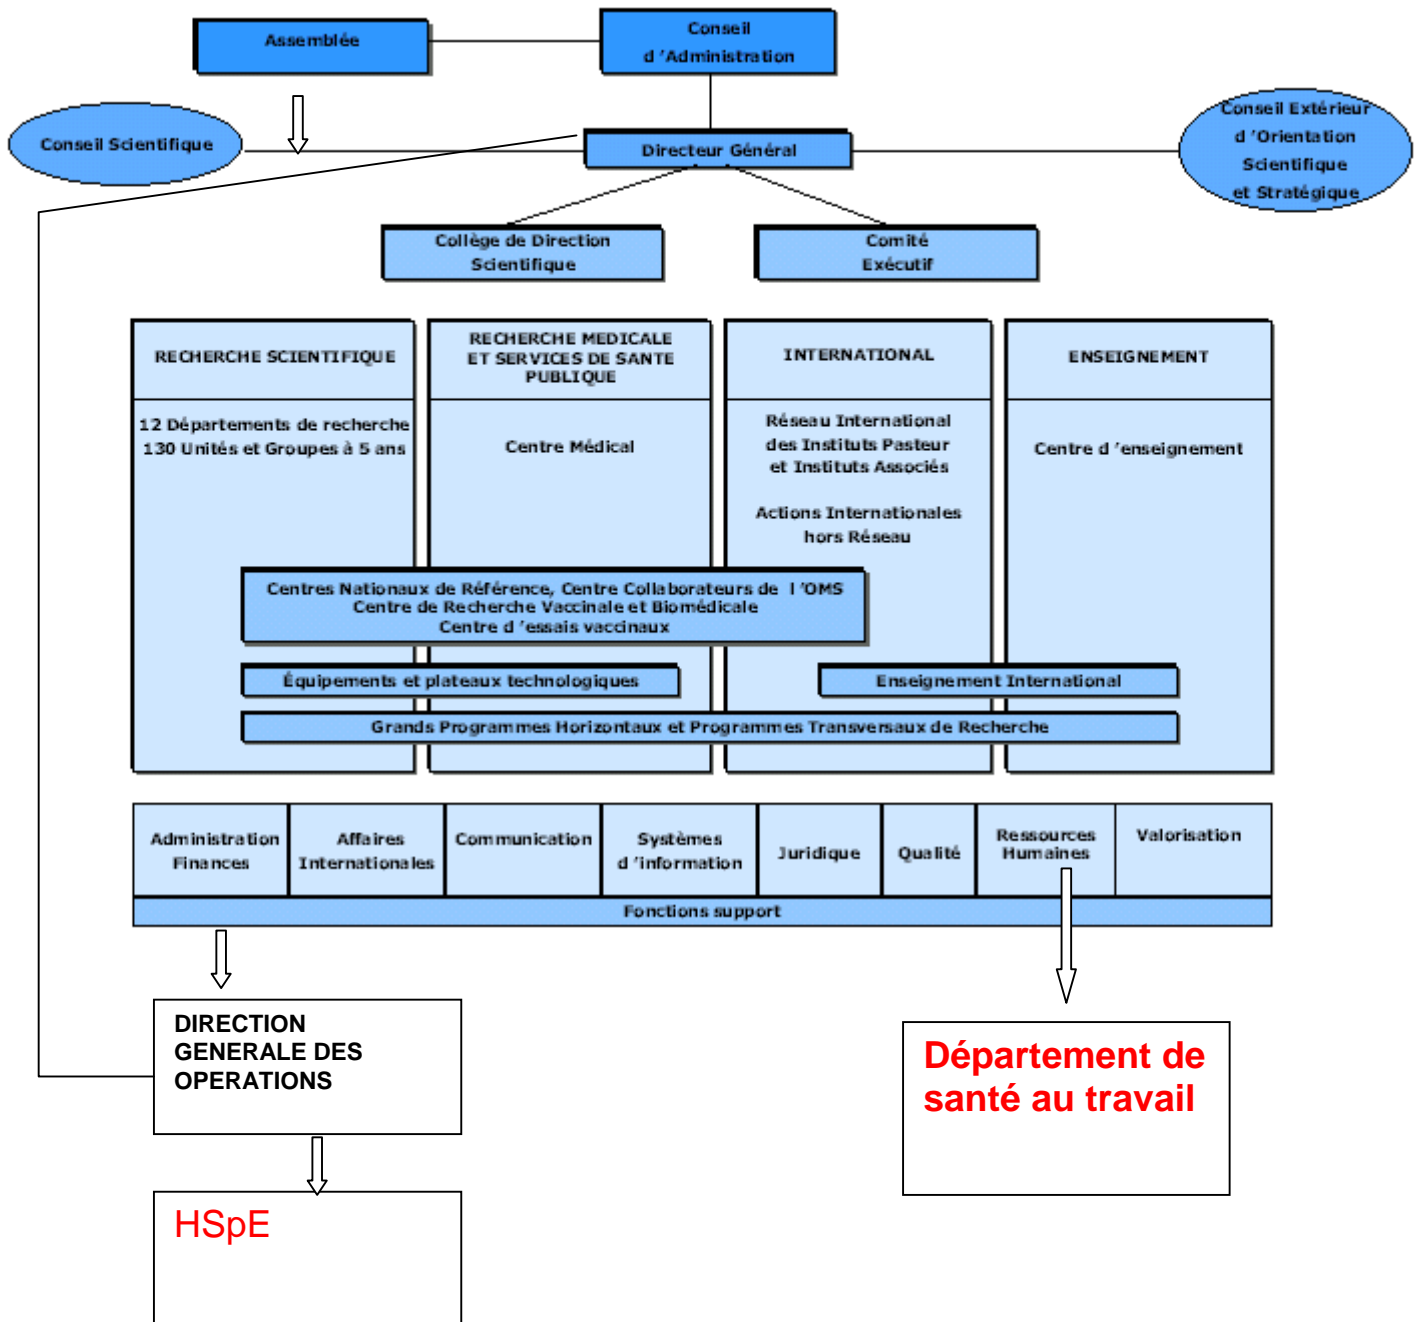 Assemblée
Conseil
d 'Administration
Conseil Scientifique
Directeur Général
Conseil Extérieur
d 'Orientation
Scientifique
et Stratégique
Collège de Direction
Scientifique
Comité
Exécutif
RECHERCHE SCIENTIFIQUE
12 Départements de recherche
130 Unités et Groupes à 5 ans
RECHERCHE MEDICALE
ET SERVICES DE SANTE
PUBLIQUE
Centre Médical
INTERNATIONAL
Réseau International
des Instituts Pasteur
et Instituts Associés
Actions Internationales
hors Réseau
ENSEIGNEMENT
Centre d 'enseignement
Centres Nationaux de Référence, Centre Collaborateurs de l 'OMS
Centre de Recherche Vaccinale et Biomédicale
Centre d 'essais vaccinaux
Équipements et plateaux technologiques
Enseignement International
Grands Programmes Horizontaux et Programmes Transversaux de Recherche
Administration
Finances
Affaires
Internationales
Communication
Systèmes
d 'information
Juridique
Qualité
Ressources
Humaines
Valorisation
Fonctions support
DIRECTION
GENERALE DES
OPERATIONS
Département de
santé au travail
HSpE